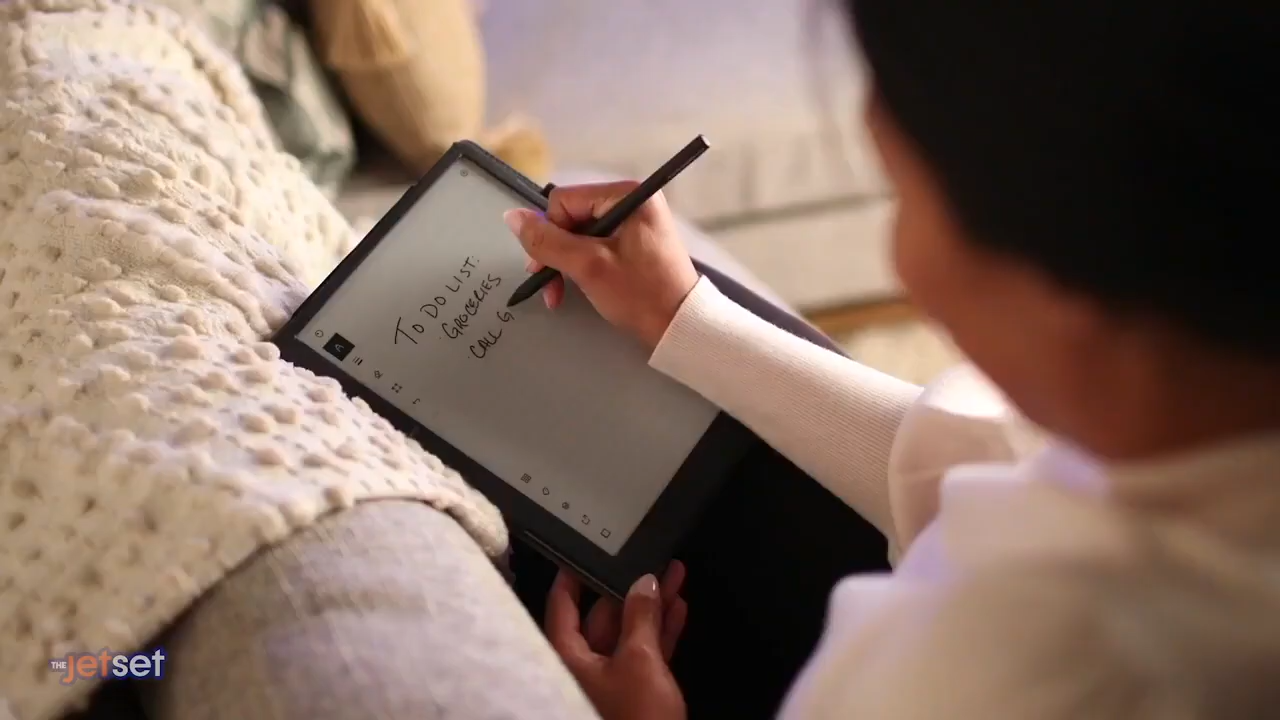 TO DO LIST:
GROCERIES
CALL G
A
THE jetset